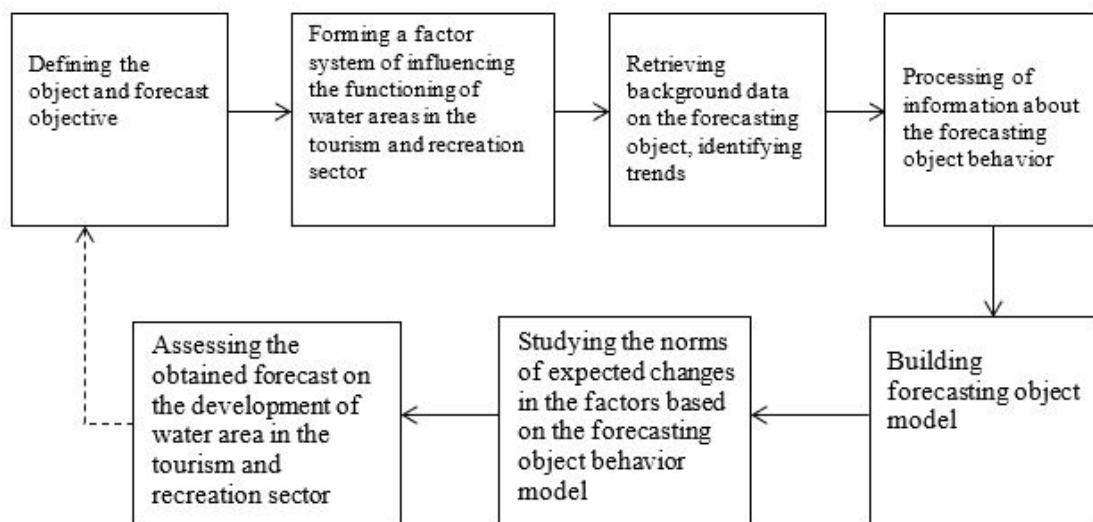 Defining the
object and forecast
objective
Forming a factor
system of influencing
the functioning of
water areas in the
tourism and recreation
sector
Retrieving
background data
on the forecasting
object, identifying
trends
Processing of
information about
the forecasting
object behavior
Building
forecasting object
model
Studying the norms
of expected changes
in the factors based
on the forecasting
object behavior
model
Assessing the
obtained forecast on
the development of
water area in the
tourism and
recreation sector